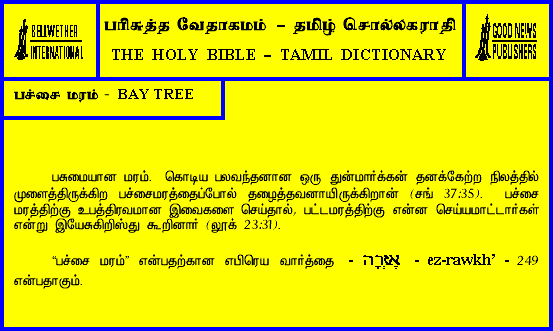 BELLWETHER
INTERNATIONAL
பரிசுத்த வேதாகமம் – தமிழ் சொல்லகராதி
THE HOLY BIBLE – TAMIL DICTIONARY
GOOD NEWS
PUBLISHERS
பச்சை மரம் - BAY TREE
பசுமையான மரம். கொடிய பலவந்தனான ஒரு துன்மார்க்கன் தனக்கேற்ற நிலத்தில்
முளைத்திருக்கிற பச்சைமரத்தைப்போல் தழைத்தவனாயிருக்கிறான் (சங் 37:35). பச்சை
மரத்திற்கு உபத்திரவமான இவைகளை செய்தால், பட்டமரத்திற்கு என்ன செய்யமாட்டார்கள்
என்று இயேசுகிறிஸ்து கூறினார் (லூக் 23:31).
“பச்சை மரம்” என்பதற்கான எபிரெய வார்த்தை - אֶזְרָה - ez-rawkh’ - 249
என்பதாகும்.